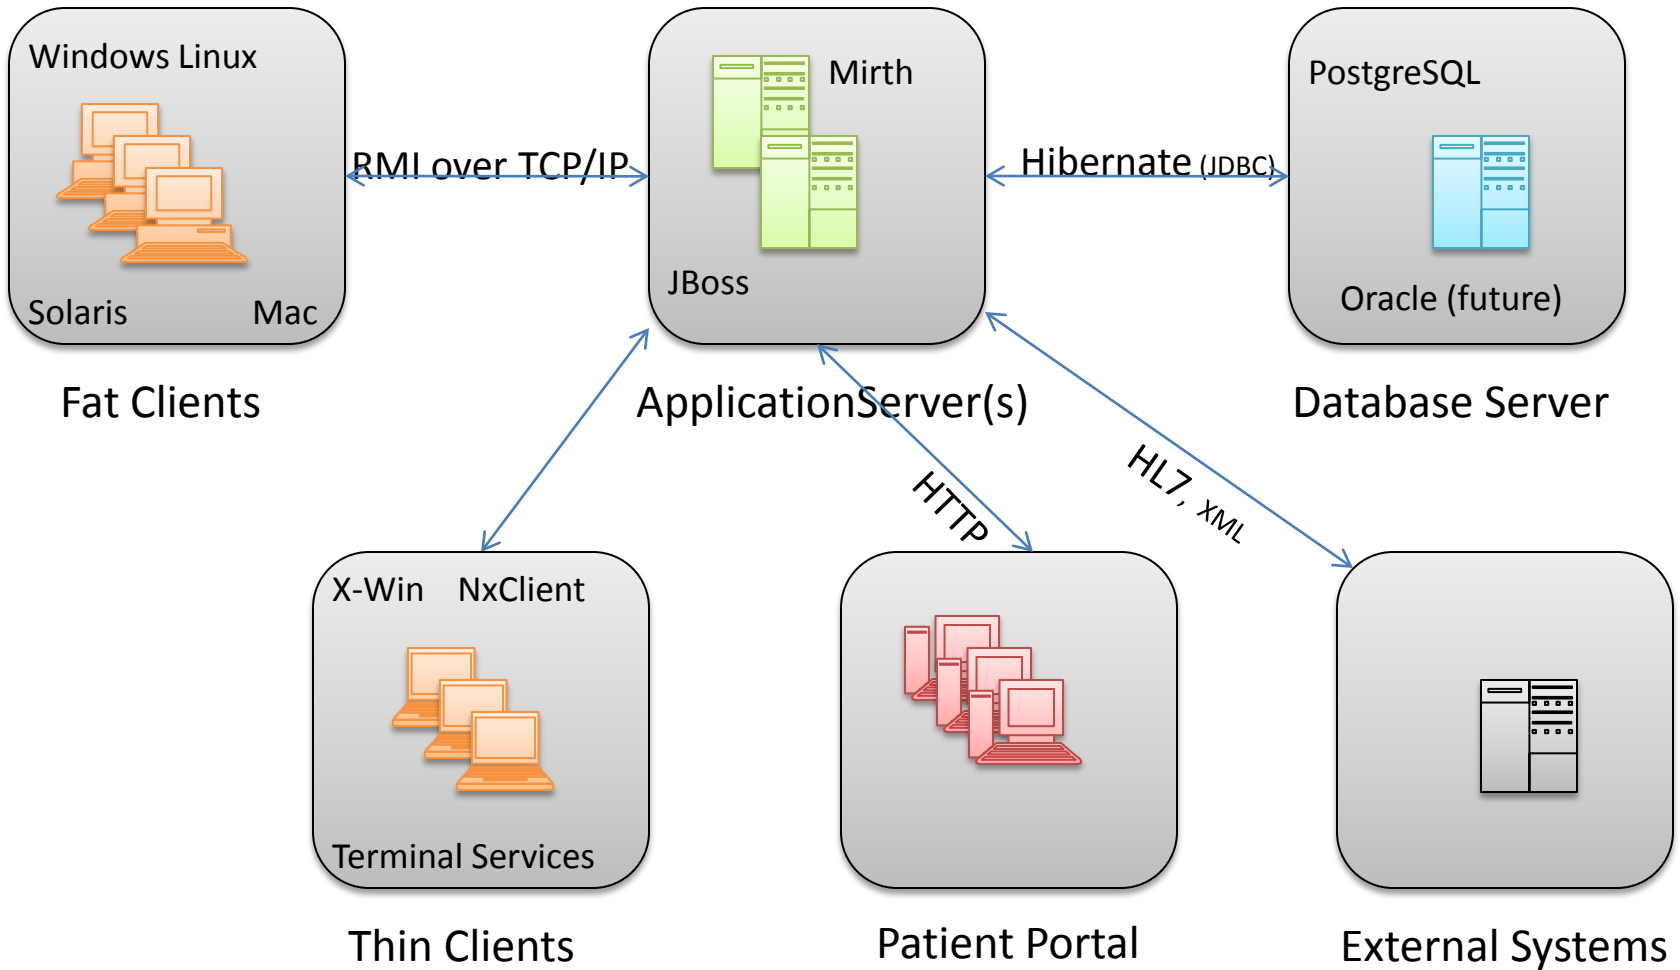 Windows Linux
Solaris Mac
Fat Clients
RMI over TCP/IP
Mirth
JBoss
ApplicationServer(s)
Hibernate (JDBC)
PostgreSQL
Oracle (future)
Database Server
HTTP
HL7, XML
X-Win NxClient
Terminal Services
Thin Clients
Patient Portal
External Systems